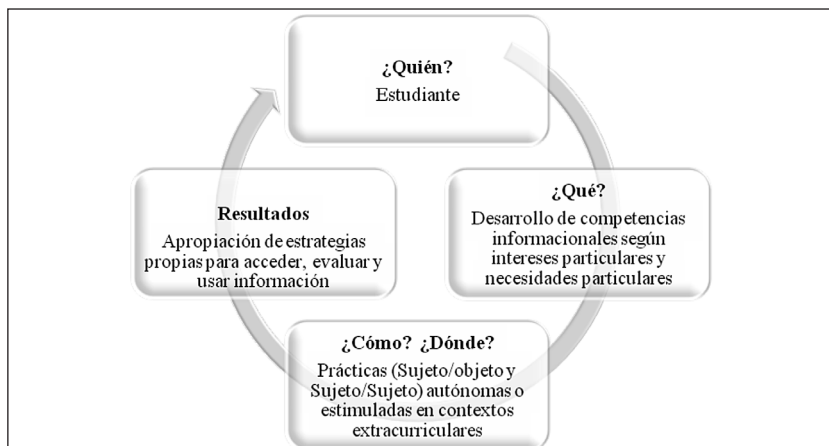 ¿Quién?
Estudiante
¿Qué?
Desarrollo de competencias
informacionales según
intereses particulares y
necesidades particulares
¿Cómo? ¿Dónde?
Prácticas (Sujeto/objeto y
Sujeto/Sujeto) autónomas o
estimuladas en contextos
extracurriculares
Resultados
Apropiación de estrategias
propias para acceder, evaluar y
usar información